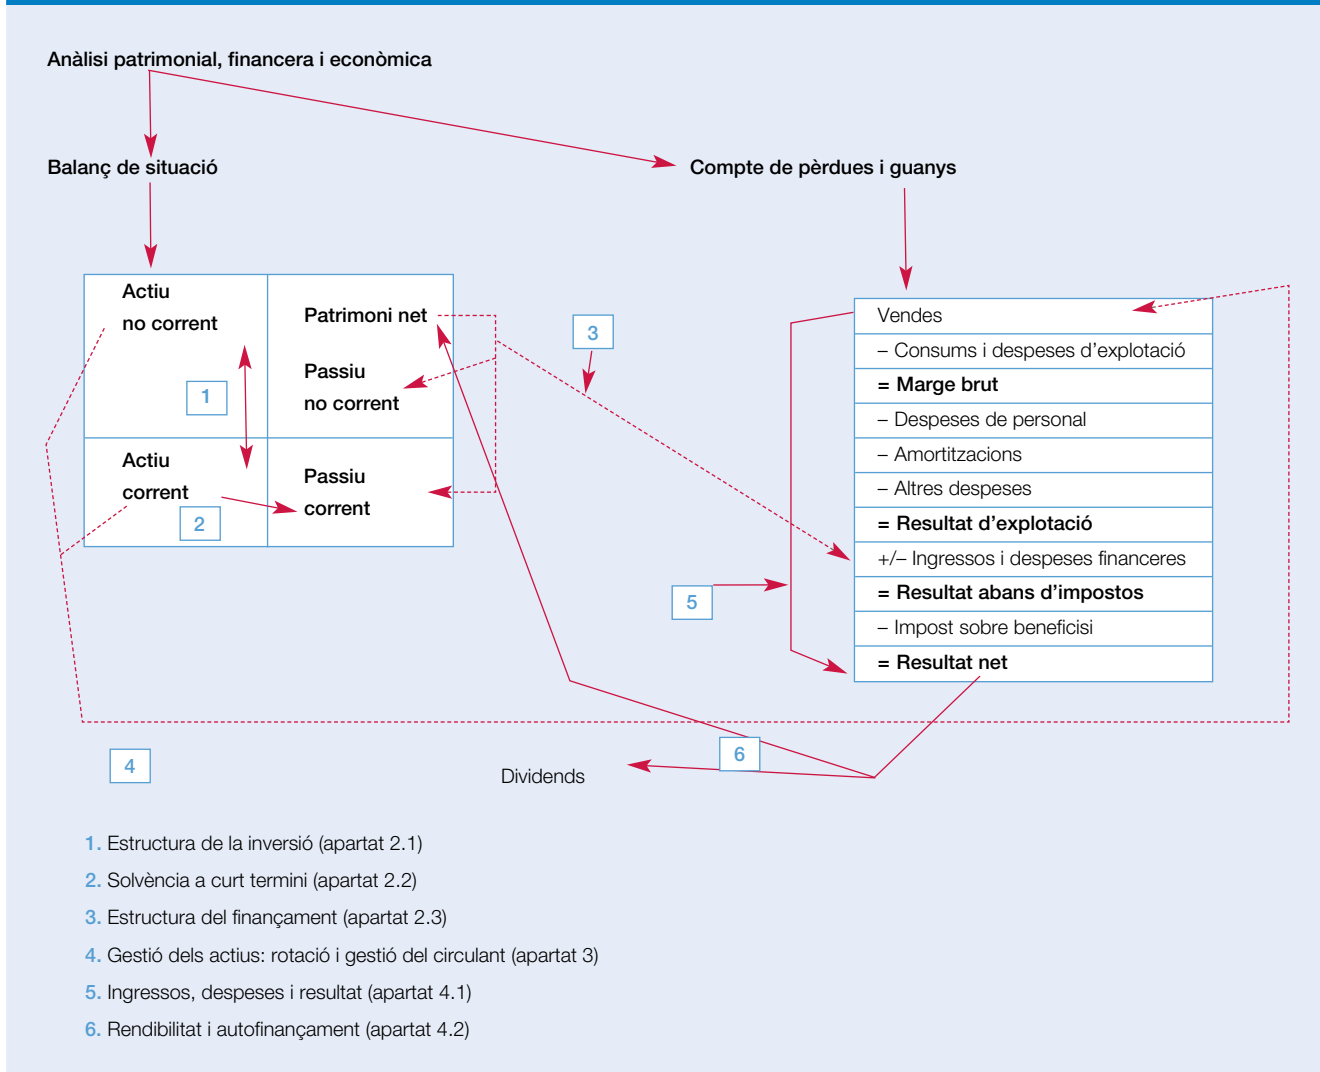 Anàlisi patrimonial, financera i econòmica
Balanç de situació
Compte de pèrdues i guanys
Actiu
no corrent
Patrimoni net
Passiu
no corrent
1
Actiu
corrent
2
Passiu
corrent
3
Vendes
– Consums i despeses d'explotació
= Marge brut
– Despeses de personal
– Amortitzacions
– Altres despeses
= Resultat d'explotació
+/– Ingressos i despeses financeres
= Resultat abans d'impostos
– Impost sobre beneficisi
= Resultat net
5
4
Dividends
6
1. Estructura de la inversió (apartat 2.1)
2. Solvència a curt termini (apartat 2.2)
3. Estructura del finançament (apartat 2.3)
4. Gestió dels actius: rotació i gestió del circulant (apartat 3)
5. Ingressos, despeses i resultat (apartat 4.1)
6. Rendibilitat i autofinançament (apartat 4.2)